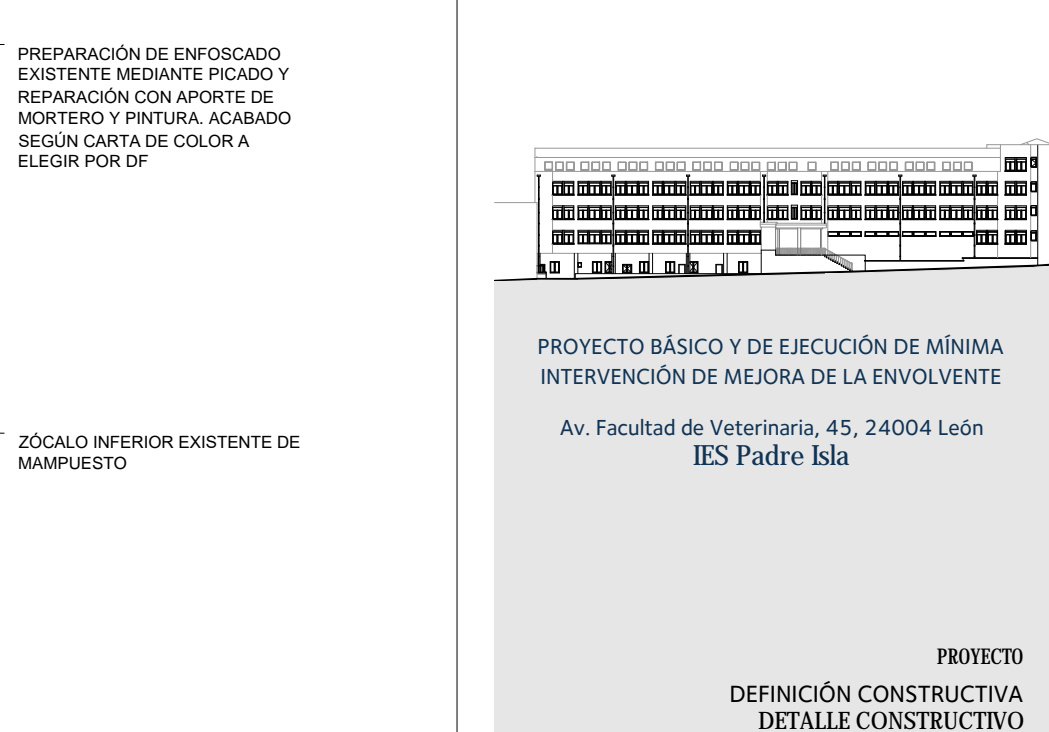 PREPARACIÓN DE ENFOSCADO
EXISTENTE MEDIANTE PICADO Y
REPARACIÓN CON APORTE DE
MORTERO Y PINTURA. ACABADO
SEGÚN CARTA DE COLOR A
ELEGIR POR DF
ZÓCALO INFERIOR EXISTENTE DE
MAMPUESTO
PROYECTO BÁSICO Y DE EJECUCIÓN DE MÍNIMA
INTERVENCIÓN DE MEJORA DE LA ENVOLVENTE
Av. Facultad de Veterinaria, 45, 24004 León
IES Padre Isla
PROYECTO
DEFINICIÓN CONSTRUCTIVA
DETALLE CONSTRUCTIVO